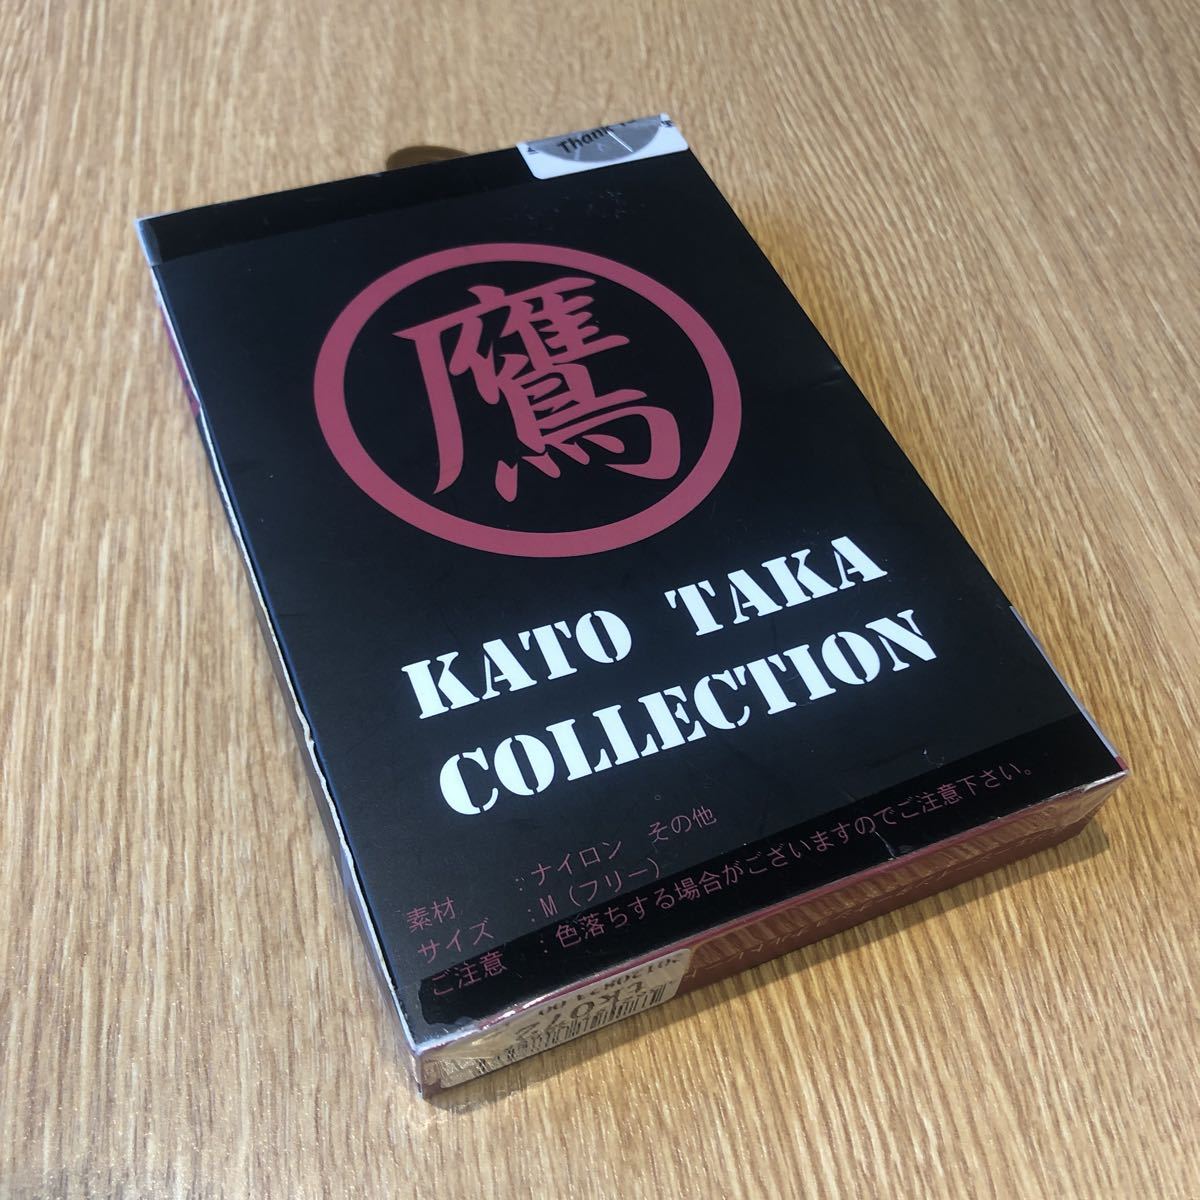 Thank
鷹
KATO TAKA
COLLECTION
素材　：ナイロン　その他
サイズ　：M（フリー）
ご注意　：色落ちする場合がございますのでご注意下さい。